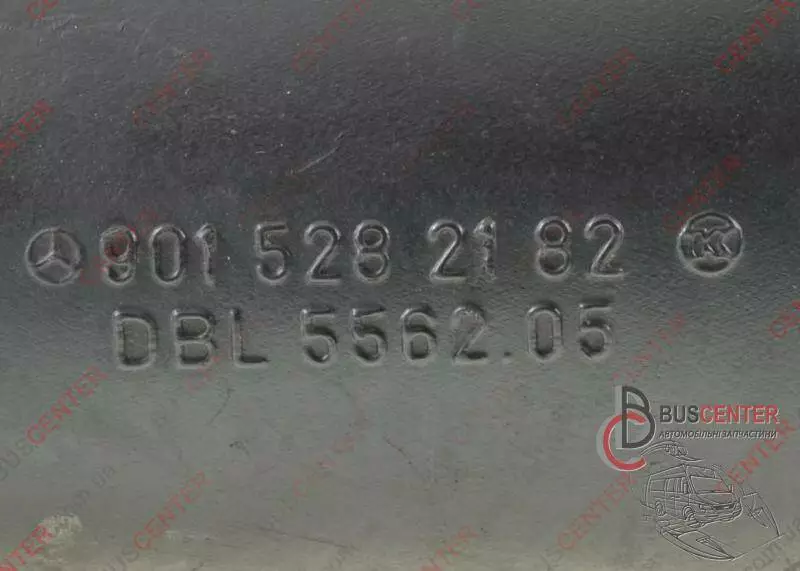 901 528 21 82
DBL 5562.05
BUSCENTER
АВТОМОБІЛЬНІ ЗАПЧАСТИНИ